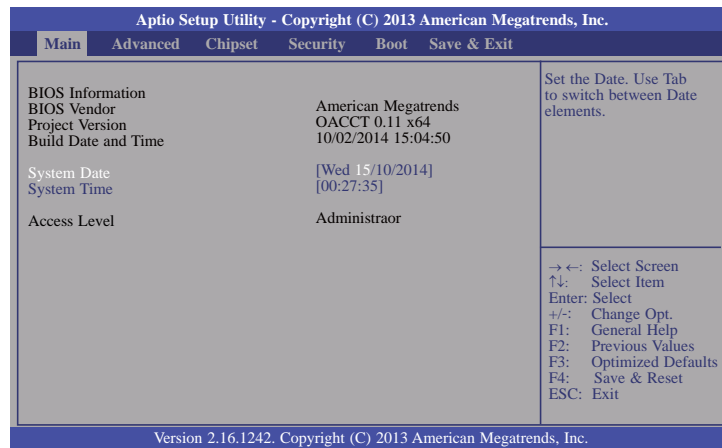 Aptio Setup Utility - Copyright (C) 2013 American Megatrends, Inc.
Main Advanced Chipset Security Boot Save & Exit
BIOS Information
BIOS Vendor American Megatrends
Project Version OACCT 0.11 x64
Build Date and Time 10/02/2014 15:04:50
System Date [Wed 15/10/2014]
System Time [00:27:35]
Access Level Administraor
Set the Date. Use Tab
to switch between Date
elements.
→ ←: Select Screen
↑↓: Select Item
Enter: Select
+/-: Change Opt.
F1: General Help
F2: Previous Values
F3: Optimized Defaults
F4: Save & Reset
ESC: Exit
Version 2.16.1242. Copyright (C) 2013 American Megatrends, Inc.